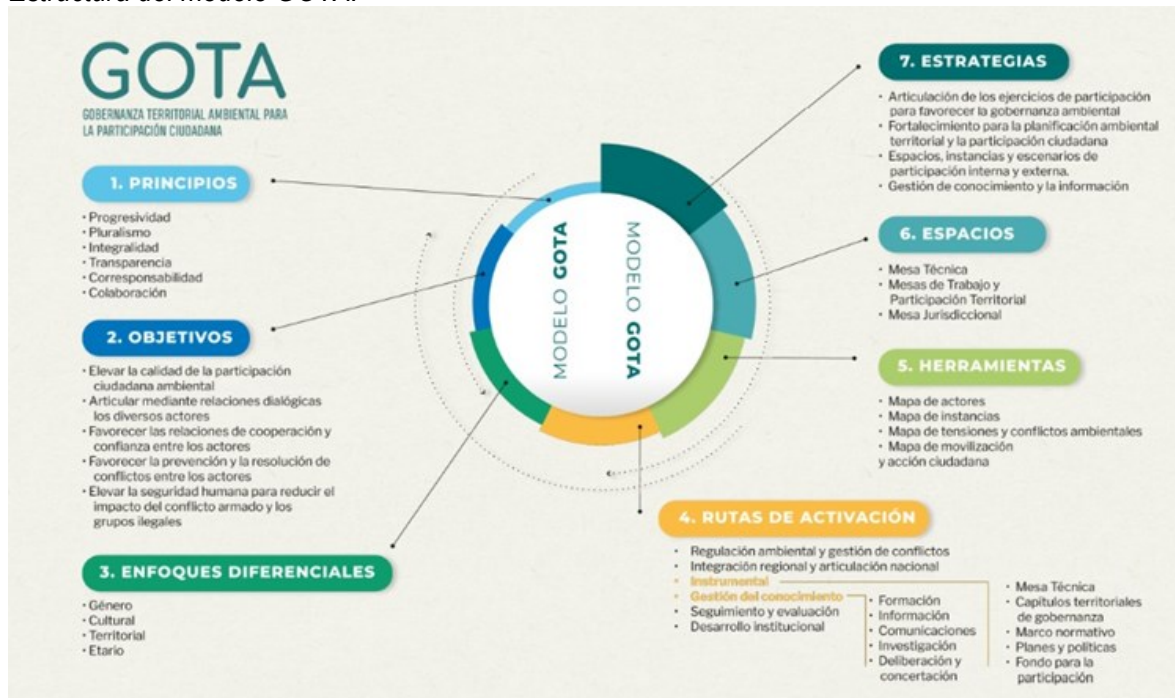 Estructura del Modelo GOTA.
GOTA
GOBERNANZA TERRITORIAL AMBIENTAL PARA
LA PARTICIPACIÓN CIUDADANA
1. PRINCIPIOS
• Progresividad
• Pluralismo
• Integralidad
• Transparencia
• Corresponsabilidad
• Colaboración
2. OBJETIVOS
• Elevar la calidad de la participación
ciudadana ambiental
• Articular mediante relaciones dialógicas
los diversos actores
• Favorecer las relaciones de cooperación y
confianza entre los actores
• Favorecer la prevención y la resolución de
conflictos entre los actores
• Elevar la seguridad humana para reducir el
impacto del conflicto armado y los
grupos ilegales
3. ENFOQUES DIFERENCIALES
• Género
• Cultural
• Territorial
• Etario
MODELO GOTA
MODELO GOTA
7. ESTRATEGIAS
• Articulación de los ejercicios de participación
para favorecer la gobernanza ambiental
• Fortalecimiento para la planificación ambiental
territorial y la participación ciudadana
• Espacios, instancias y escenarios de
participación interna y externa.
• Gestión de conocimiento y la información
6. ESPACIOS
• Mesa Técnica
• Mesas de Trabajo y
Participación Territorial
• Mesa Jurisdiccional
5. HERRAMIENTAS
• Mapa de actores
• Mapa de instancias
• Mapa de tensiones y conflictos ambientales
• Mapa de movilización
y acción ciudadana
4. RUTAS DE ACTIVACIÓN
• Regulación ambiental y gestión de conflictos
• Integración regional y articulación nacional
• Instrumental
• Gestión del conocimiento
• Seguimiento y evaluación
• Desarrollo institucional
• Formación
• Información
• Comunicaciones
• Investigación
• Deliberación y
concertación
• Mesa Técnica
• Capítulos territoriales
de gobernanza
• Marco normativo
• Planes y políticas
• Fondo para la
participación